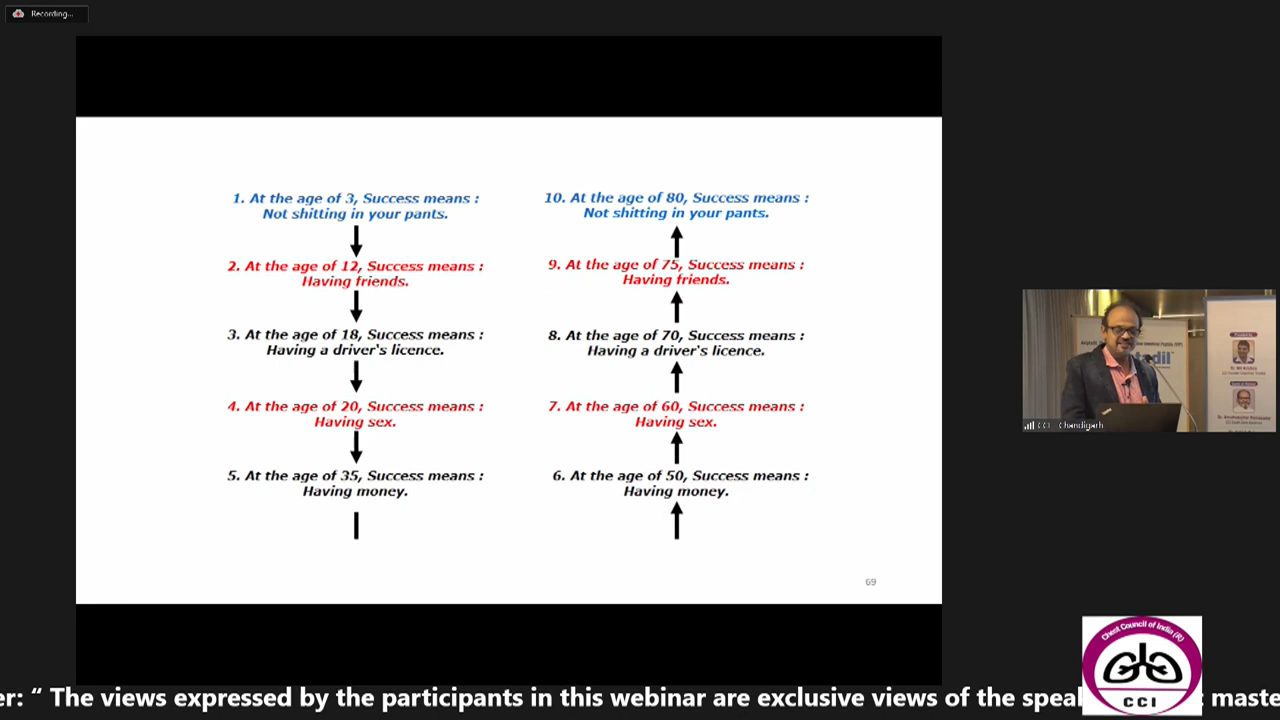 Recording...
1. At the age of 3, Success means :
Not shitting in your pants.
2. At the age of 12, Success means :
Having friends.
3. At the age of 18, Success means :
Having a driver's licence.
4. At the age of 20, Success means :
Having sex.
5. At the age of 35, Success means :
Having money.
10. At the age of 80, Success means :
Not shitting in your pants.
9. At the age of 75, Success means :
Having friends.
8. At the age of 70, Success means :
Having a driver's licence.
7. At the age of 60, Success means :
Having sex.
6. At the age of 50, Success means :
Having money.
69
CCI - Chandigarh
Chest Council of India (R)
CCI
er: “ The views expressed by the participants in this webinar are exclusive views of the spea
maste